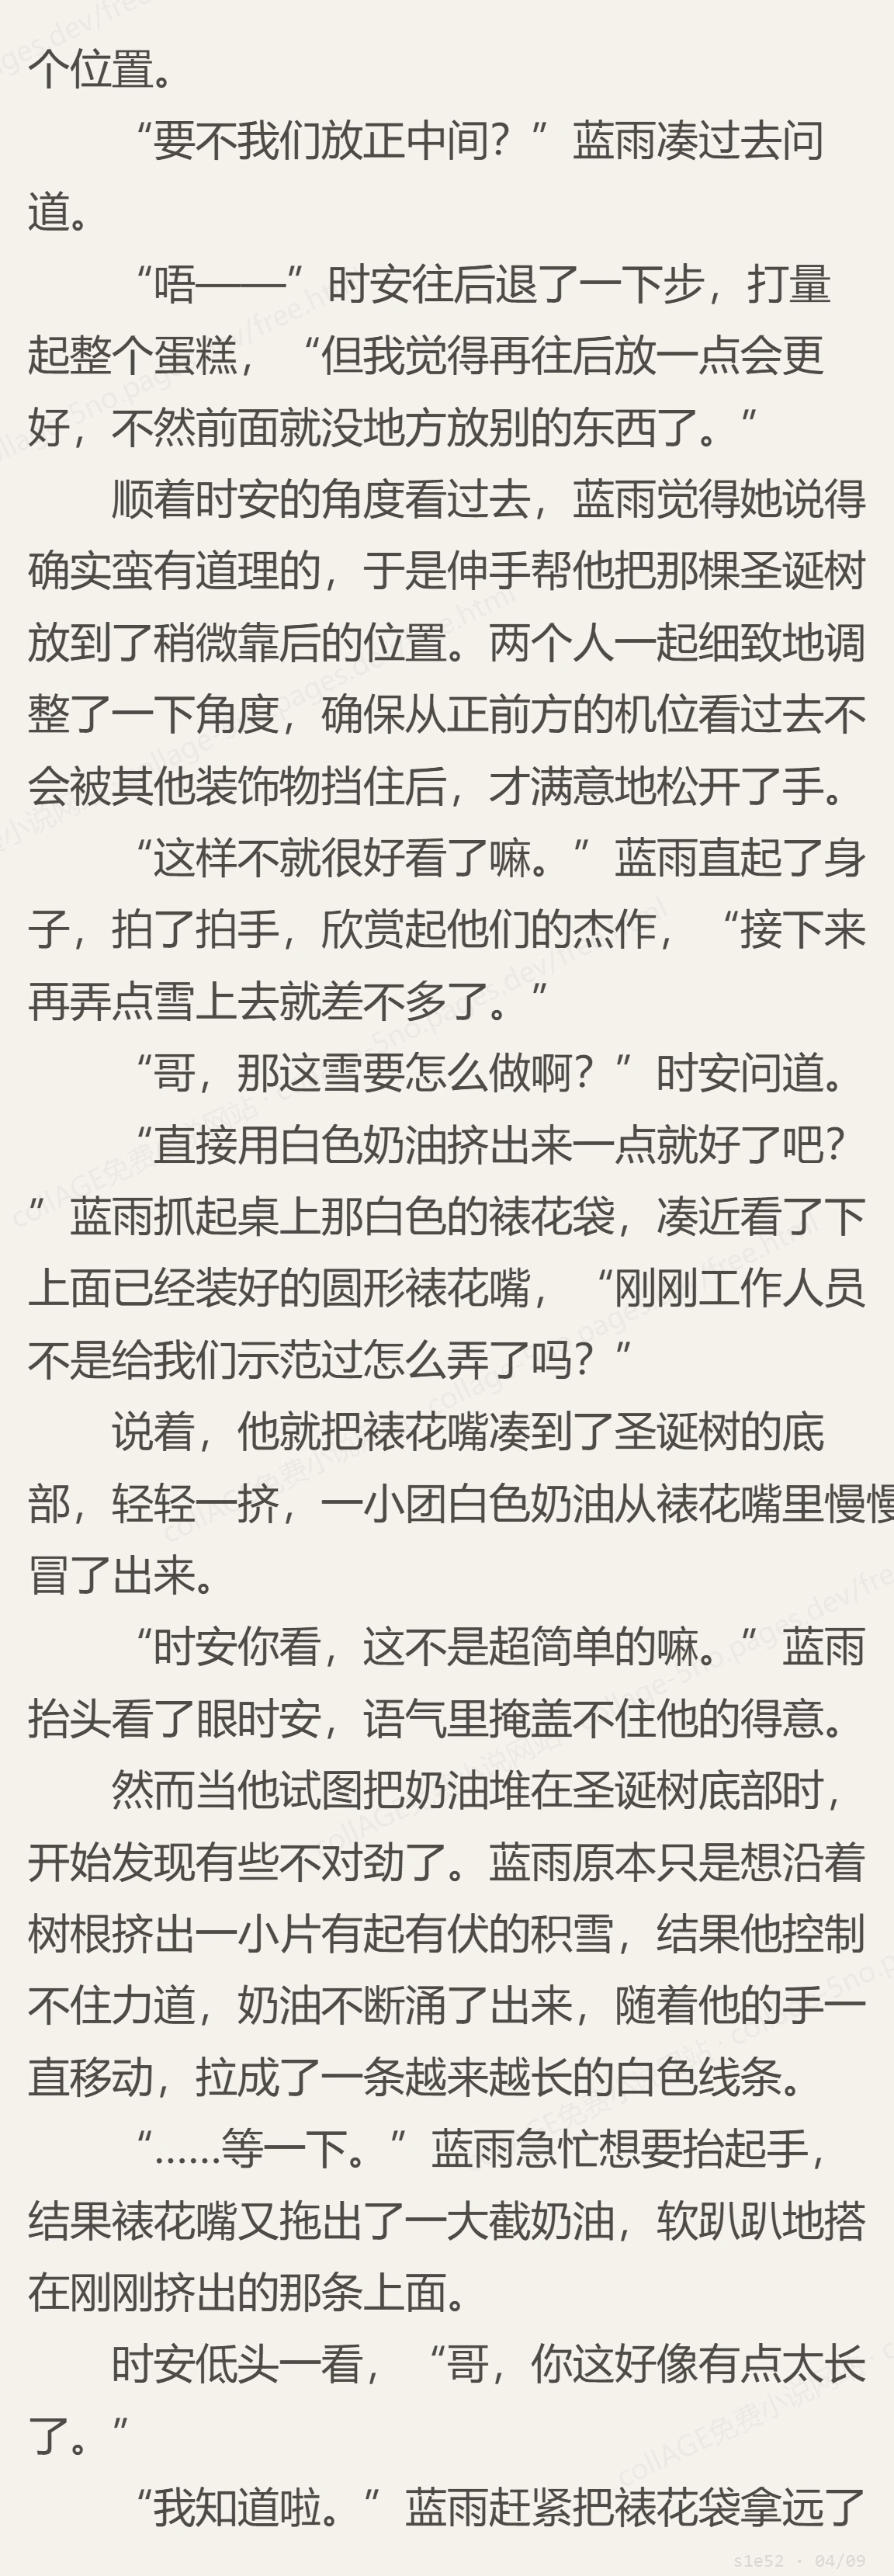 个位置。
“要不我们放正中间？”蓝雨凑过去问
道。
“唔——”时安往后退了一下步，打量
起整个蛋糕，“但我觉得再往后放一点会更
好，不然前面就没地方放别的东西了。”
顺着时安的角度看过去，蓝雨觉得她说得
确实蛮有道理的，于是伸手帮他把那棵圣诞树
放到了稍微靠后的位置。两个人一起细致地调
整了一下角度，确保从正前方的机位看过去不
会被其他装饰物挡住后，才满意地松开了手。
“这样不就很好看了嘛。”蓝雨直起了身
子，拍了拍手，欣赏起他们的杰作，“接下来
再弄点雪上去就差不多了。”
“哥，那这雪要怎么做啊？”时安问道。
“直接用白色奶油挤出来一点就好了吧？
”蓝雨抓起桌上那白色的裱花袋，凑近看了下
上面已经装好的圆形裱花嘴，“刚刚工作人员
不是给我们示范过怎么弄了吗？”
说着，他就把裱花嘴凑到了圣诞树的底
部，轻轻一挤，一小团白色奶油从裱花嘴里慢慢
冒了出来。
“时安你看，这不是超简单的嘛。”蓝雨
抬头看了眼时安，语气里掩盖不住他的得意。
然而当他试图把奶油堆在圣诞树底部时，
开始发现有些不对劲了。蓝雨原本只是想沿着
树根挤出一小片有起有伏的积雪，结果他控制
不住力道，奶油不断涌了出来，随着他的手一
直移动，拉成了一条越来越长的白色线条。
“……等一下。”蓝雨急忙想要抬起手，
结果裱花嘴又拖出了一大截奶油，软趴趴地搭
在刚刚挤出的那条上面。
时安低头一看，“哥，你这好像有点太长
了。”
“我知道啦。”蓝雨赶紧把裱花袋拿远了
s1e52 · 04/09